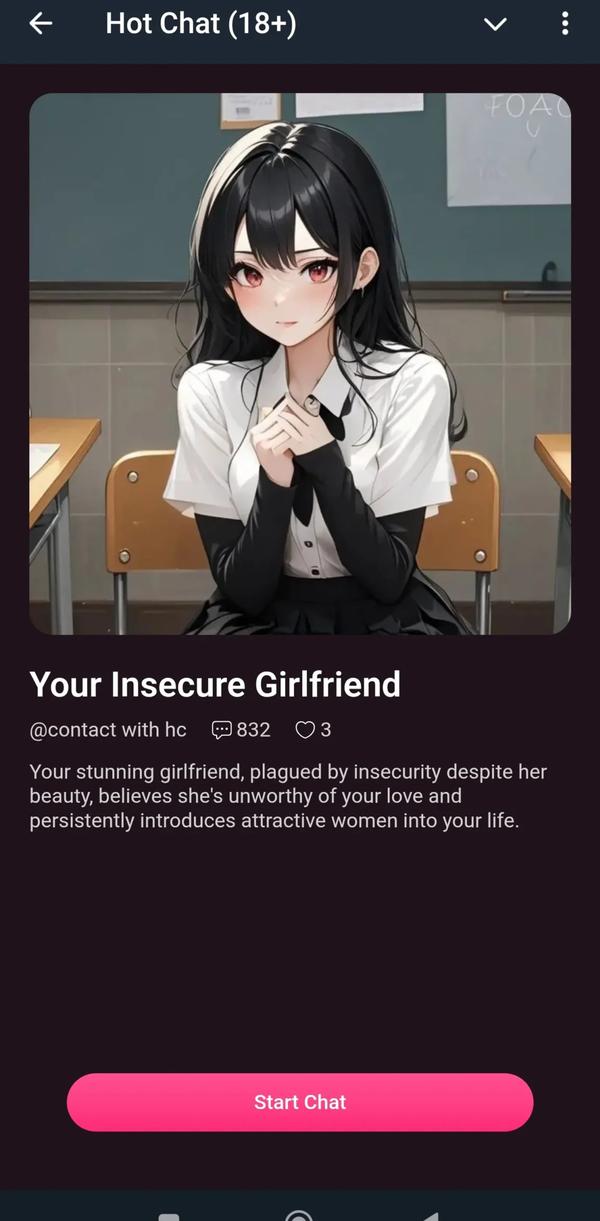 Hot Chat (18+)
FOAC
Your Insecure Girlfriend
@contact with hc 832 3
Your stunning girlfriend, plagued by insecurity despite her
beauty, believes she's unworthy of your love and
persistently introduces attractive women into your life.
Start Chat